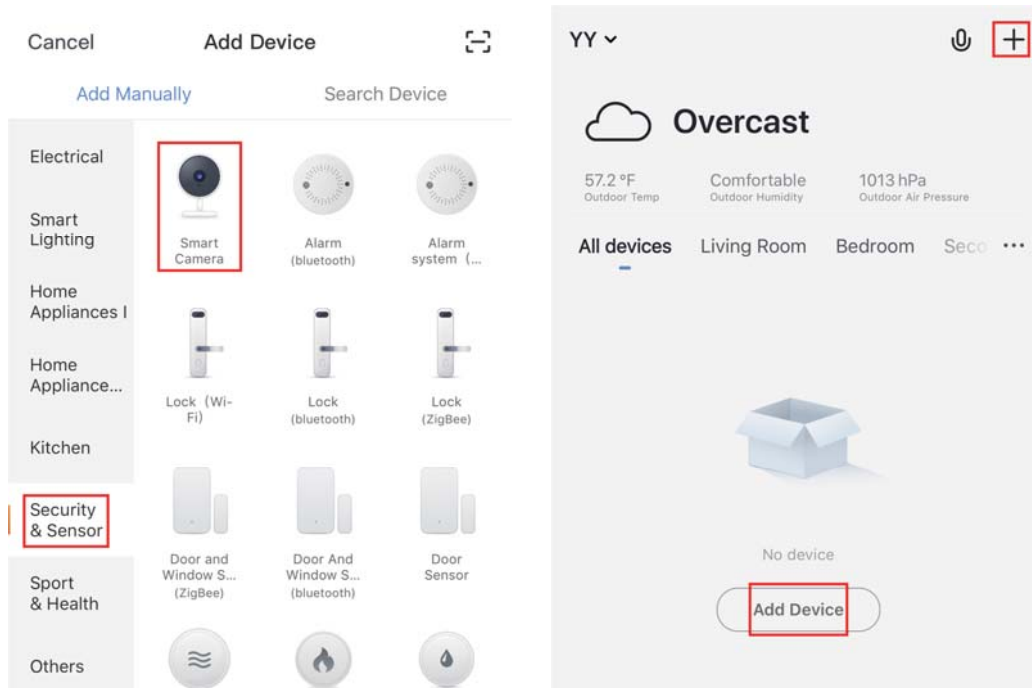 Cancel
Add Device
Add Manually
Search Device
Electrical
Smart
Lighting
Home
Appliances I
Home
Appliance...
Kitchen
Security
& Sensor
Sport
& Health
Others
Smart
Camera
Alarm
(bluetooth)
Alarm
system (...
Lock (Wi-
Fi)
Lock
(bluetooth)
Lock
(ZigBee)
Door and
Window S...
(ZigBee)
Door And
Window S...
(bluetooth)
Door
Sensor
YY
Overcast
57.2 °F
Outdoor Temp
Comfortable
Outdoor Humidity
1013 hPa
Outdoor Air Pressure
All devices Living Room Bedroom Seco ...
No device
Add Device